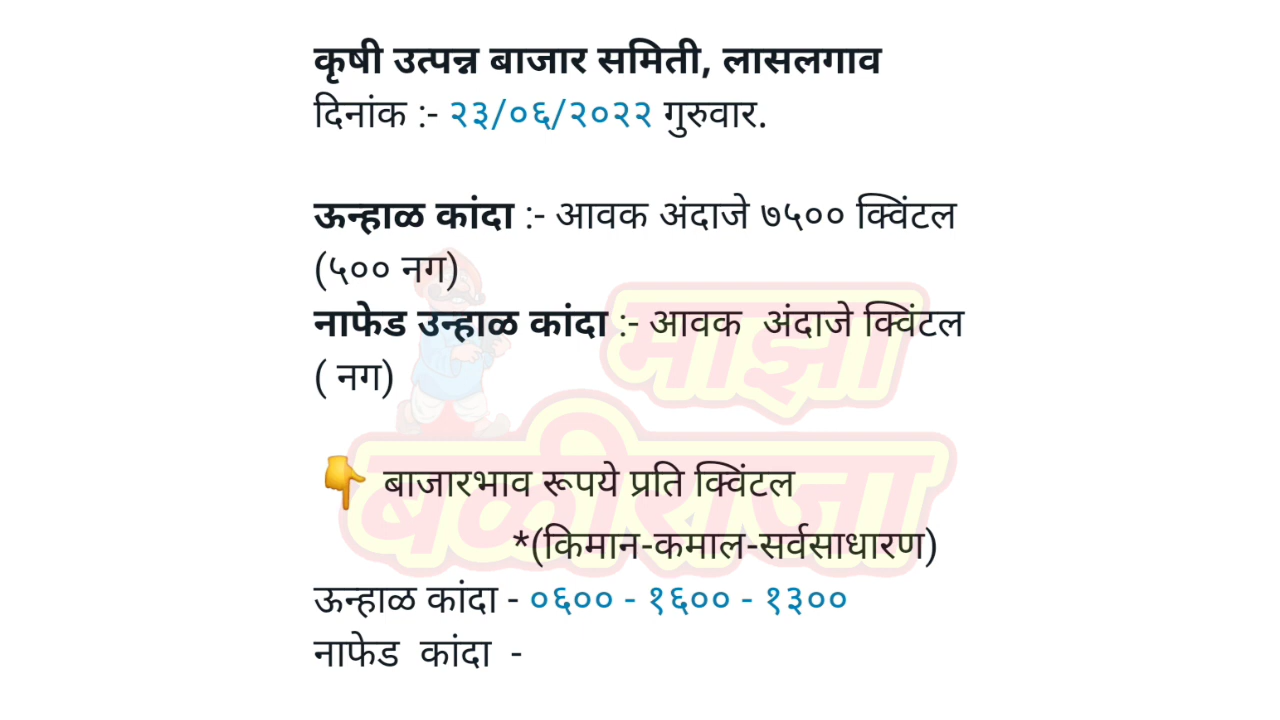 कृषी उत्पन्न बाजार समिती, लासलगाव
दिनांक :- २३/०६/२०२२ गुरुवार.
ऊन्हाळ कांदा :- आवक अंदाजे ७५०० क्विंटल
(५०० नग)
नाफेड उन्हाळ कांदा :- आवक  अंदाजे क्विंटल
( नग)
माझा
बळीराजा
👇 बाजारभाव रूपये प्रति क्विंटल
*(किमान-कमाल-सर्वसाधारण)
ऊन्हाळ कांदा - ०६०० - १६०० - १३००
नाफेड  कांदा  -